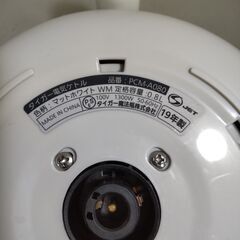 タイガー電気ケトル 品番：PCM-A080
色柄：マットホワイト WM 定格容量 0.8L
MADE IN CHINA PSE 100V 1300W 50-60Hz JET
タイガー魔法瓶株式会社 19年製